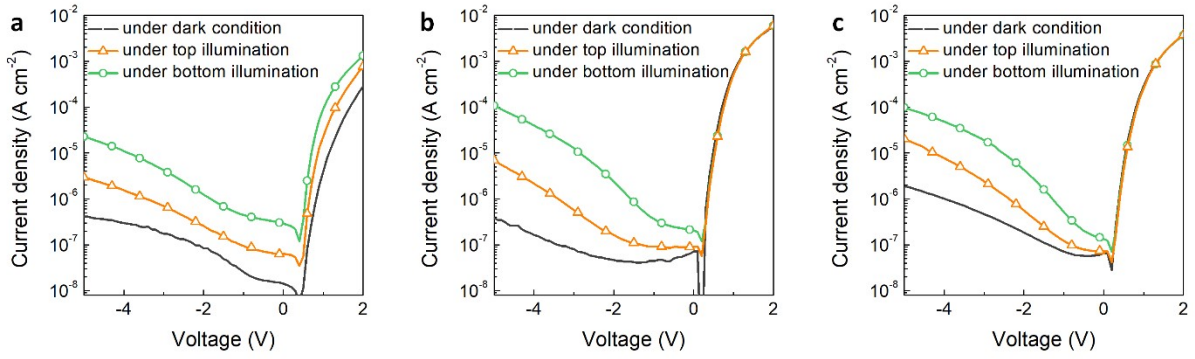 a
under dark condition
under top illumination
under bottom illumination
10⁻²
10⁻³
10⁻⁴
10⁻⁵
10⁻⁶
10⁻⁷
10⁻⁸
Current density (A cm⁻²)
-4
-2
0
2
Voltage (V)
b
under dark condition
under top illumination
under bottom illumination
10⁻²
10⁻³
10⁻⁴
10⁻⁵
10⁻⁶
10⁻⁷
10⁻⁸
Current density (A cm⁻²)
-4
-2
0
2
Voltage (V)
c
under dark condition
under top illumination
under bottom illumination
10⁻²
10⁻³
10⁻⁴
10⁻⁵
10⁻⁶
10⁻⁷
10⁻⁸
Current density (A cm⁻²)
-4
-2
0
2
Voltage (V)